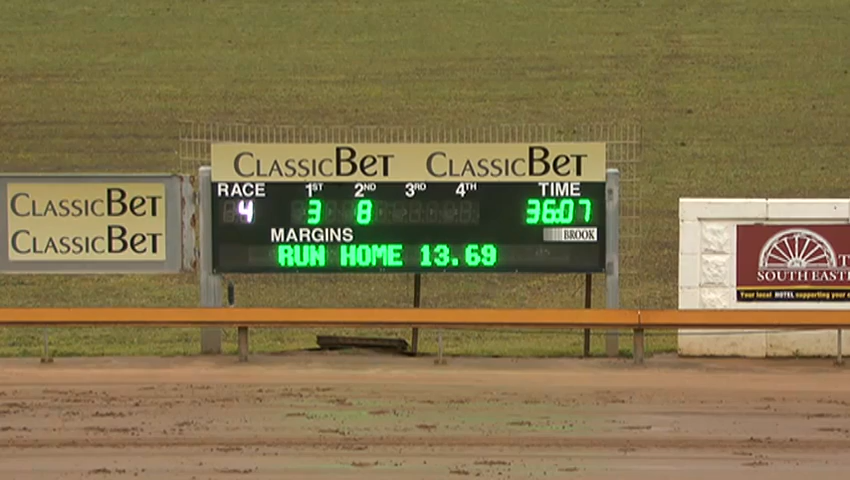 CLASSICBET CLASSICBET
RACE 1ST 2ND 3RD 4TH TIME
4 3 8 36:07
MARGINS BROOK
RUN HOME 13.69
CLASSICBET
CLASSICBET
SOUTH EASTE
Your local HOTEL supporting your